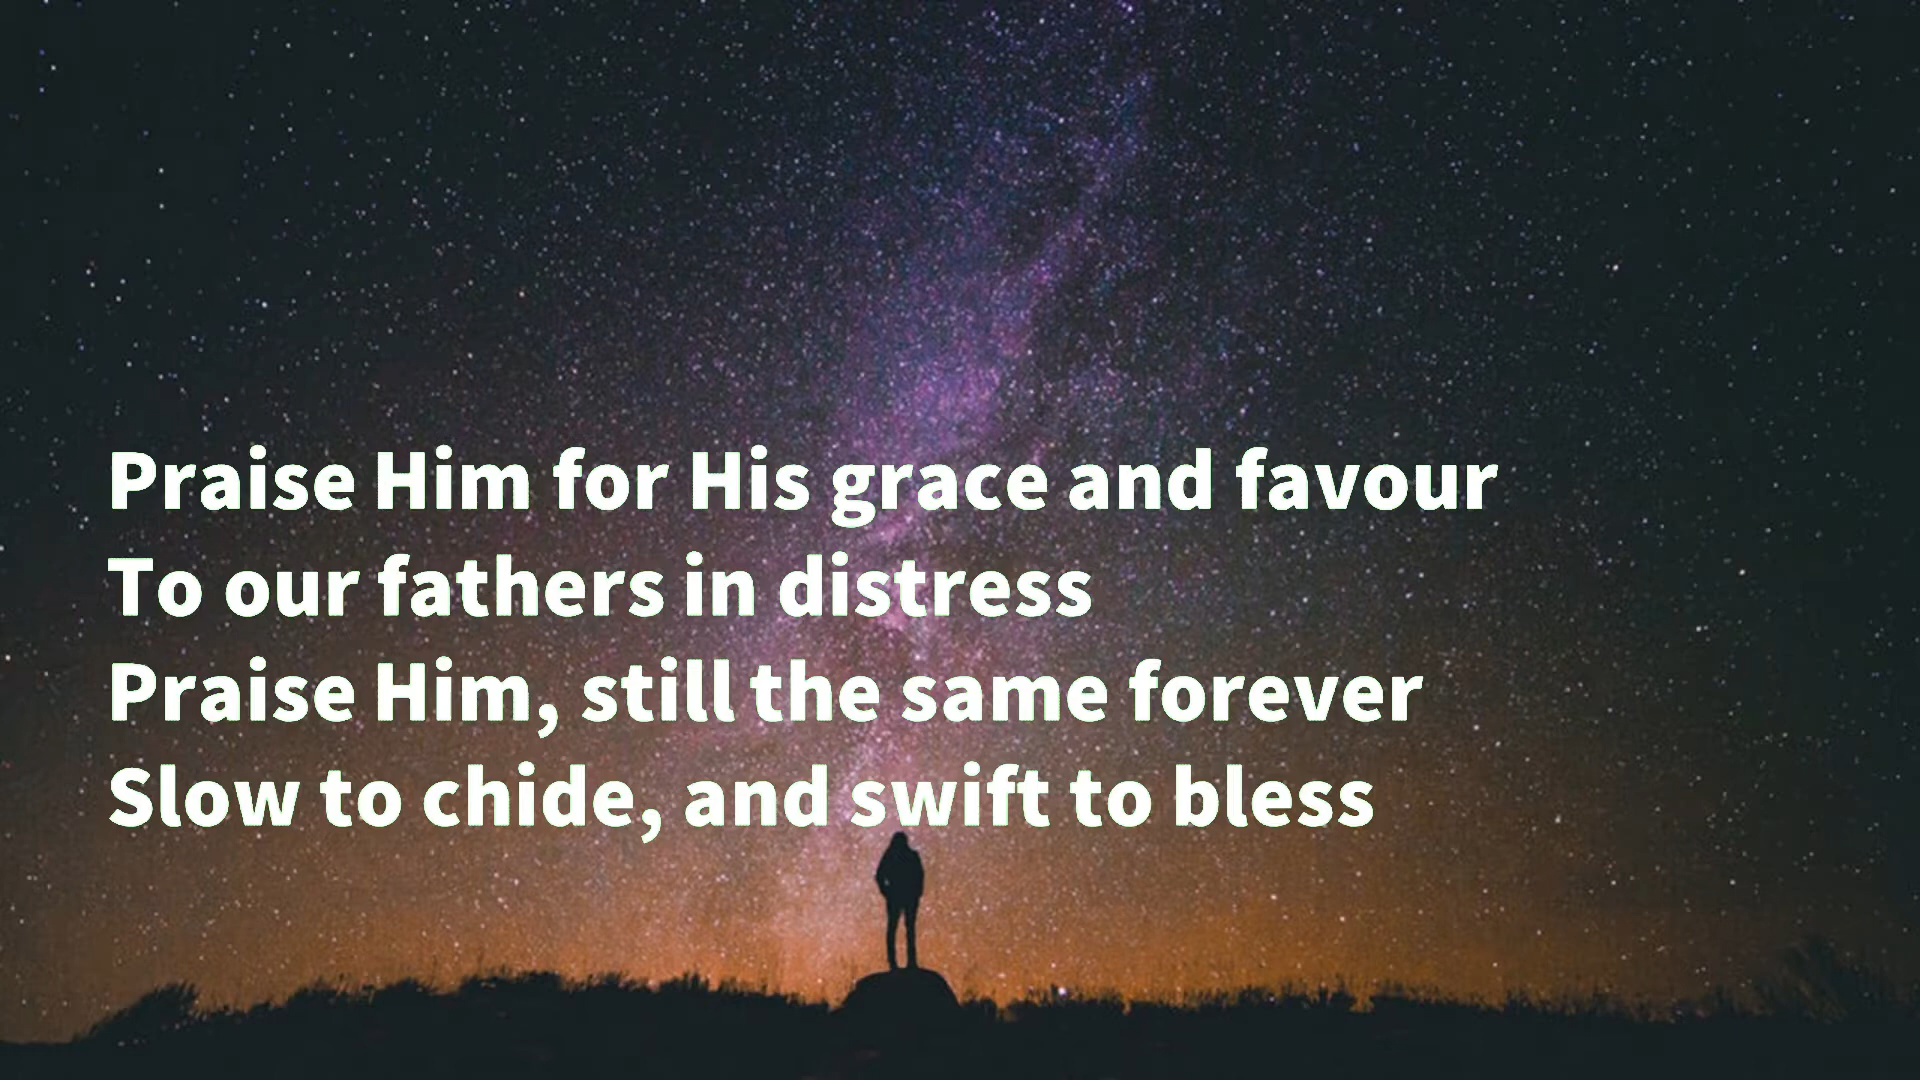 Praise Him for His grace and favour
To our fathers in distress
Praise Him, still the same forever
Slow to chide, and swift to bless